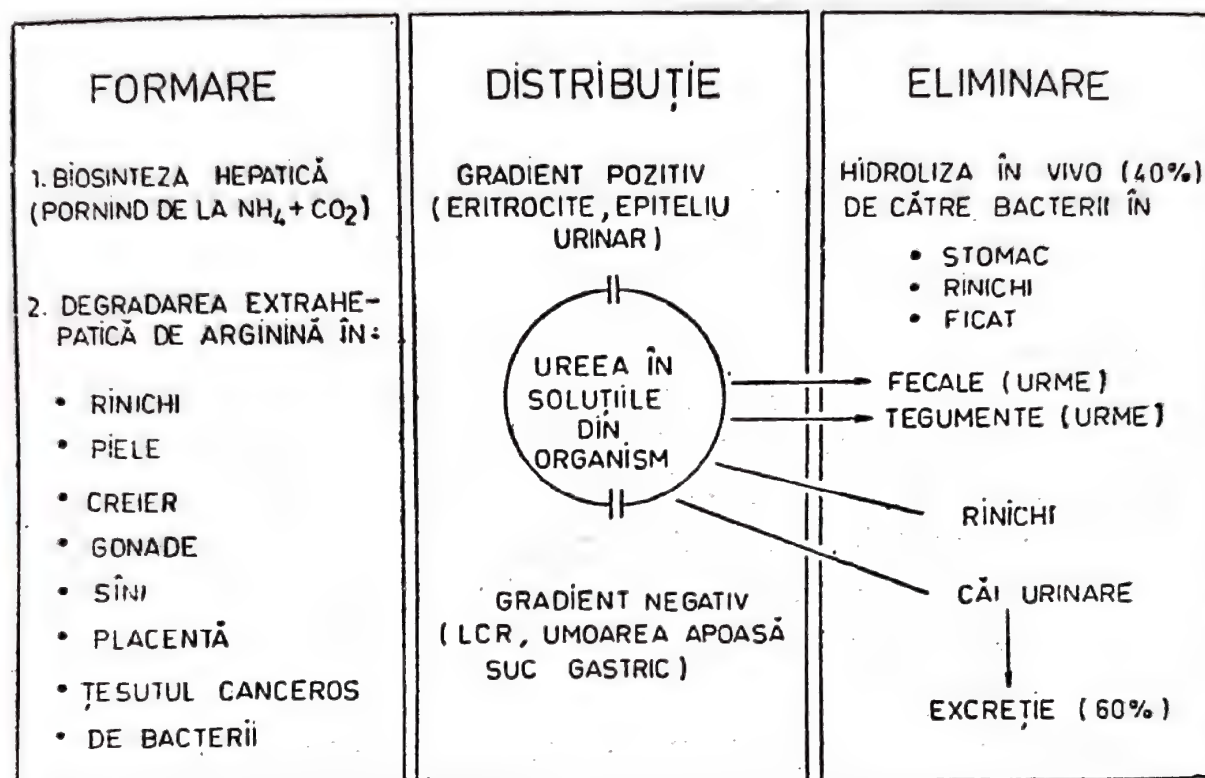 FORMARE
1. BIOSINTEZA HEPATICĂ
(PORNIND DE LA NH₄ + CO₂)
2. DEGRADAREA EXTRAHE-
PATICĂ DE ARGININĂ ÎN:
• RINICHI
• PIELE
• CREIER
• GONADE
• SÎNI
• PLACENTĂ
• ȚESUTUL CANCEROS
• DE BACTERII
DISTRIBUȚIE
GRADIENT POZITIV
(ERITROCITE, EPITELIU
URINAR)
UREEA ÎN
SOLUȚIILE
DIN
ORGANISM
GRADIENT NEGATIV
(LCR, UMOAREA APOASĂ
SUC GASTRIC)
ELIMINARE
HIDROLIZA ÎN VIVO (40%)
DE CĂTRE BACTERII ÎN
• STOMAC
• RINICHI
• FICAT
FECALE (URME)
TEGUMENTE (URME)
RINICHI
CĂI URINARE
EXCREȚIE (60%)